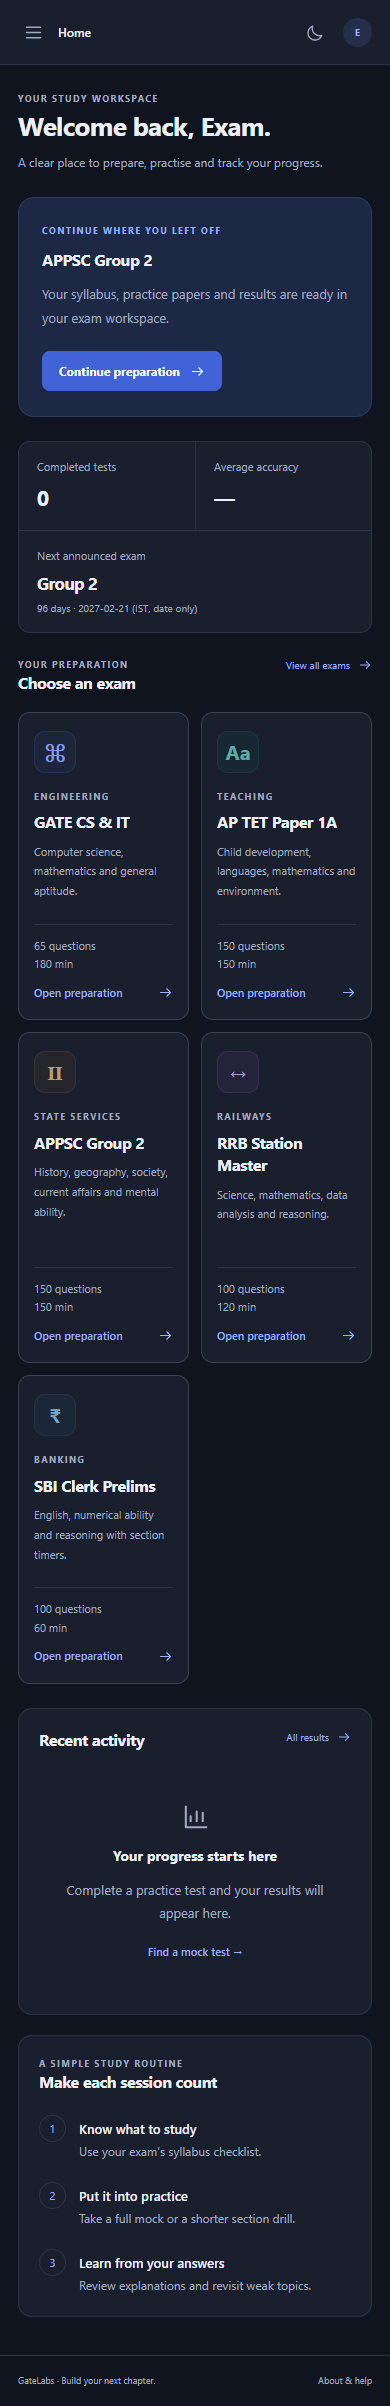 Home
E
YOUR STUDY WORKSPACE
Welcome back, Exam.
A clear place to prepare, practise and track your progress.
CONTINUE WHERE YOU LEFT OFF
APPSC Group 2
Your syllabus, practice papers and results are ready in
your exam workspace.
Continue preparation →
Completed tests
0
Average accuracy
—
Next announced exam
Group 2
96 days · 2027-02-21 (IST, date only)
YOUR PREPARATION
Choose an exam
View all exams →
⌘
ENGINEERING
GATE CS & IT
Computer science,
mathematics and general
aptitude.
65 questions
180 min
Open preparation →
Aa
TEACHING
AP TET Paper 1A
Child development,
languages, mathematics and
environment.
150 questions
150 min
Open preparation →
II
STATE SERVICES
APPSC Group 2
History, geography, society,
current affairs and mental
ability.
150 questions
150 min
Open preparation →
↔
RAILWAYS
RRB Station
Master
Science, mathematics, data
analysis and reasoning.
100 questions
120 min
Open preparation →
₹
BANKING
SBI Clerk Prelims
English, numerical ability
and reasoning with section
timers.
100 questions
60 min
Open preparation →
Recent activity
All results →
Your progress starts here
Complete a practice test and your results will
appear here.
Find a mock test →
A SIMPLE STUDY ROUTINE
Make each session count
1
Know what to study
Use your exam's syllabus checklist.
2
Put it into practice
Take a full mock or a shorter section drill.
3
Learn from your answers
Review explanations and revisit weak topics.
GateLabs · Build your next chapter.
About & help